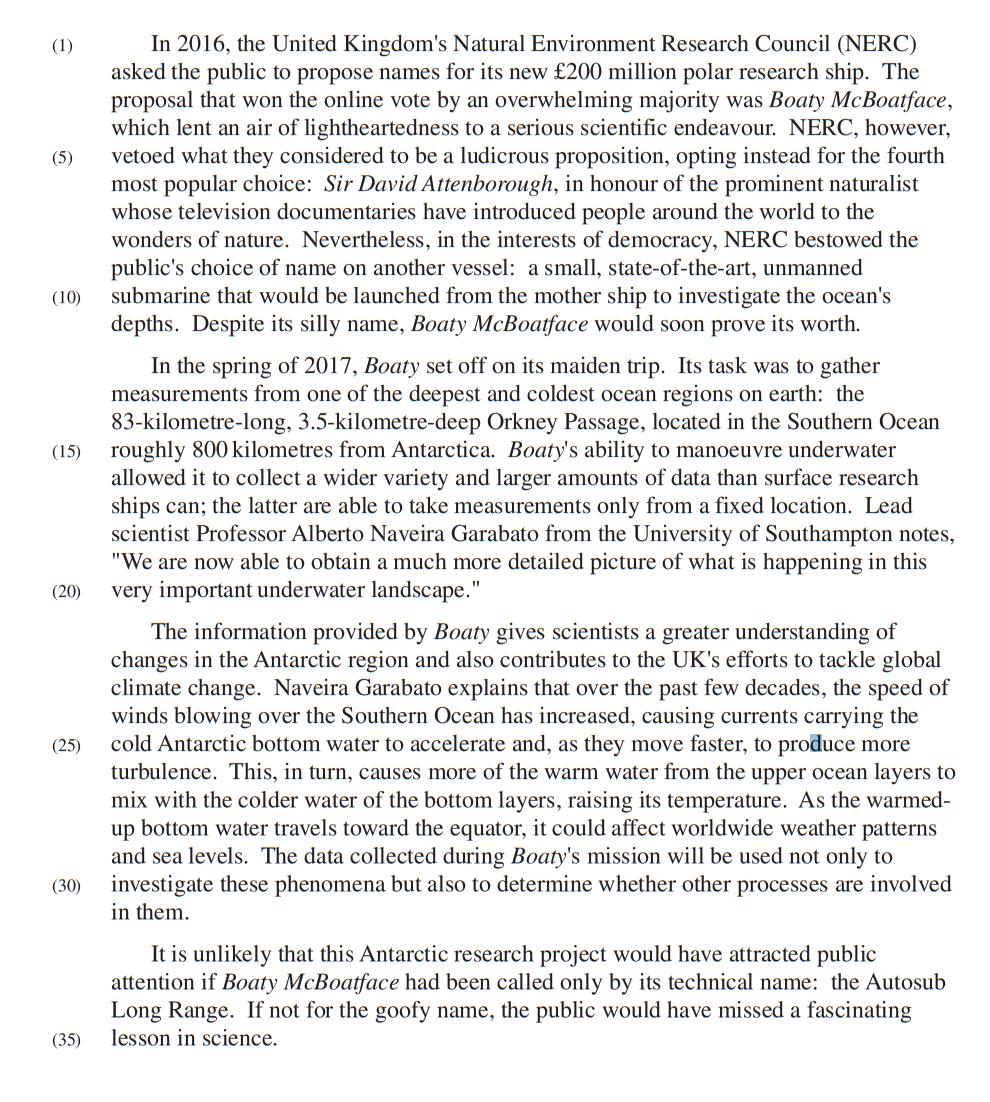 (1) In 2016, the United Kingdom's Natural Environment Research Council (NERC)
asked the public to propose names for its new £200 million polar research ship. The
proposal that won the online vote by an overwhelming majority was Boaty McBoatface,
which lent an air of lightheartedness to a serious scientific endeavour. NERC, however,
(5) vetoed what they considered to be a ludicrous proposition, opting instead for the fourth
most popular choice: Sir David Attenborough, in honour of the prominent naturalist
whose television documentaries have introduced people around the world to the
wonders of nature. Nevertheless, in the interests of democracy, NERC bestowed the
public's choice of name on another vessel: a small, state-of-the-art, unmanned
(10) submarine that would be launched from the mother ship to investigate the ocean's
depths. Despite its silly name, Boaty McBoatface would soon prove its worth.
In the spring of 2017, Boaty set off on its maiden trip. Its task was to gather
measurements from one of the deepest and coldest ocean regions on earth: the
83-kilometre-long, 3.5-kilometre-deep Orkney Passage, located in the Southern Ocean
(15) roughly 800 kilometres from Antarctica. Boaty's ability to manoeuvre underwater
allowed it to collect a wider variety and larger amounts of data than surface research
ships can; the latter are able to take measurements only from a fixed location. Lead
scientist Professor Alberto Naveira Garabato from the University of Southampton notes,
"We are now able to obtain a much more detailed picture of what is happening in this
(20) very important underwater landscape."
The information provided by Boaty gives scientists a greater understanding of
changes in the Antarctic region and also contributes to the UK's efforts to tackle global
climate change. Naveira Garabato explains that over the past few decades, the speed of
winds blowing over the Southern Ocean has increased, causing currents carrying the
(25) cold Antarctic bottom water to accelerate and, as they move faster, to produce more
turbulence. This, in turn, causes more of the warm water from the upper ocean layers to
mix with the colder water of the bottom layers, raising its temperature. As the warmed-
up bottom water travels toward the equator, it could affect worldwide weather patterns
and sea levels. The data collected during Boaty's mission will be used not only to
(30) investigate these phenomena but also to determine whether other processes are involved
in them.
It is unlikely that this Antarctic research project would have attracted public
attention if Boaty McBoatface had been called only by its technical name: the Autosub
Long Range. If not for the goofy name, the public would have missed a fascinating
(35) lesson in science.